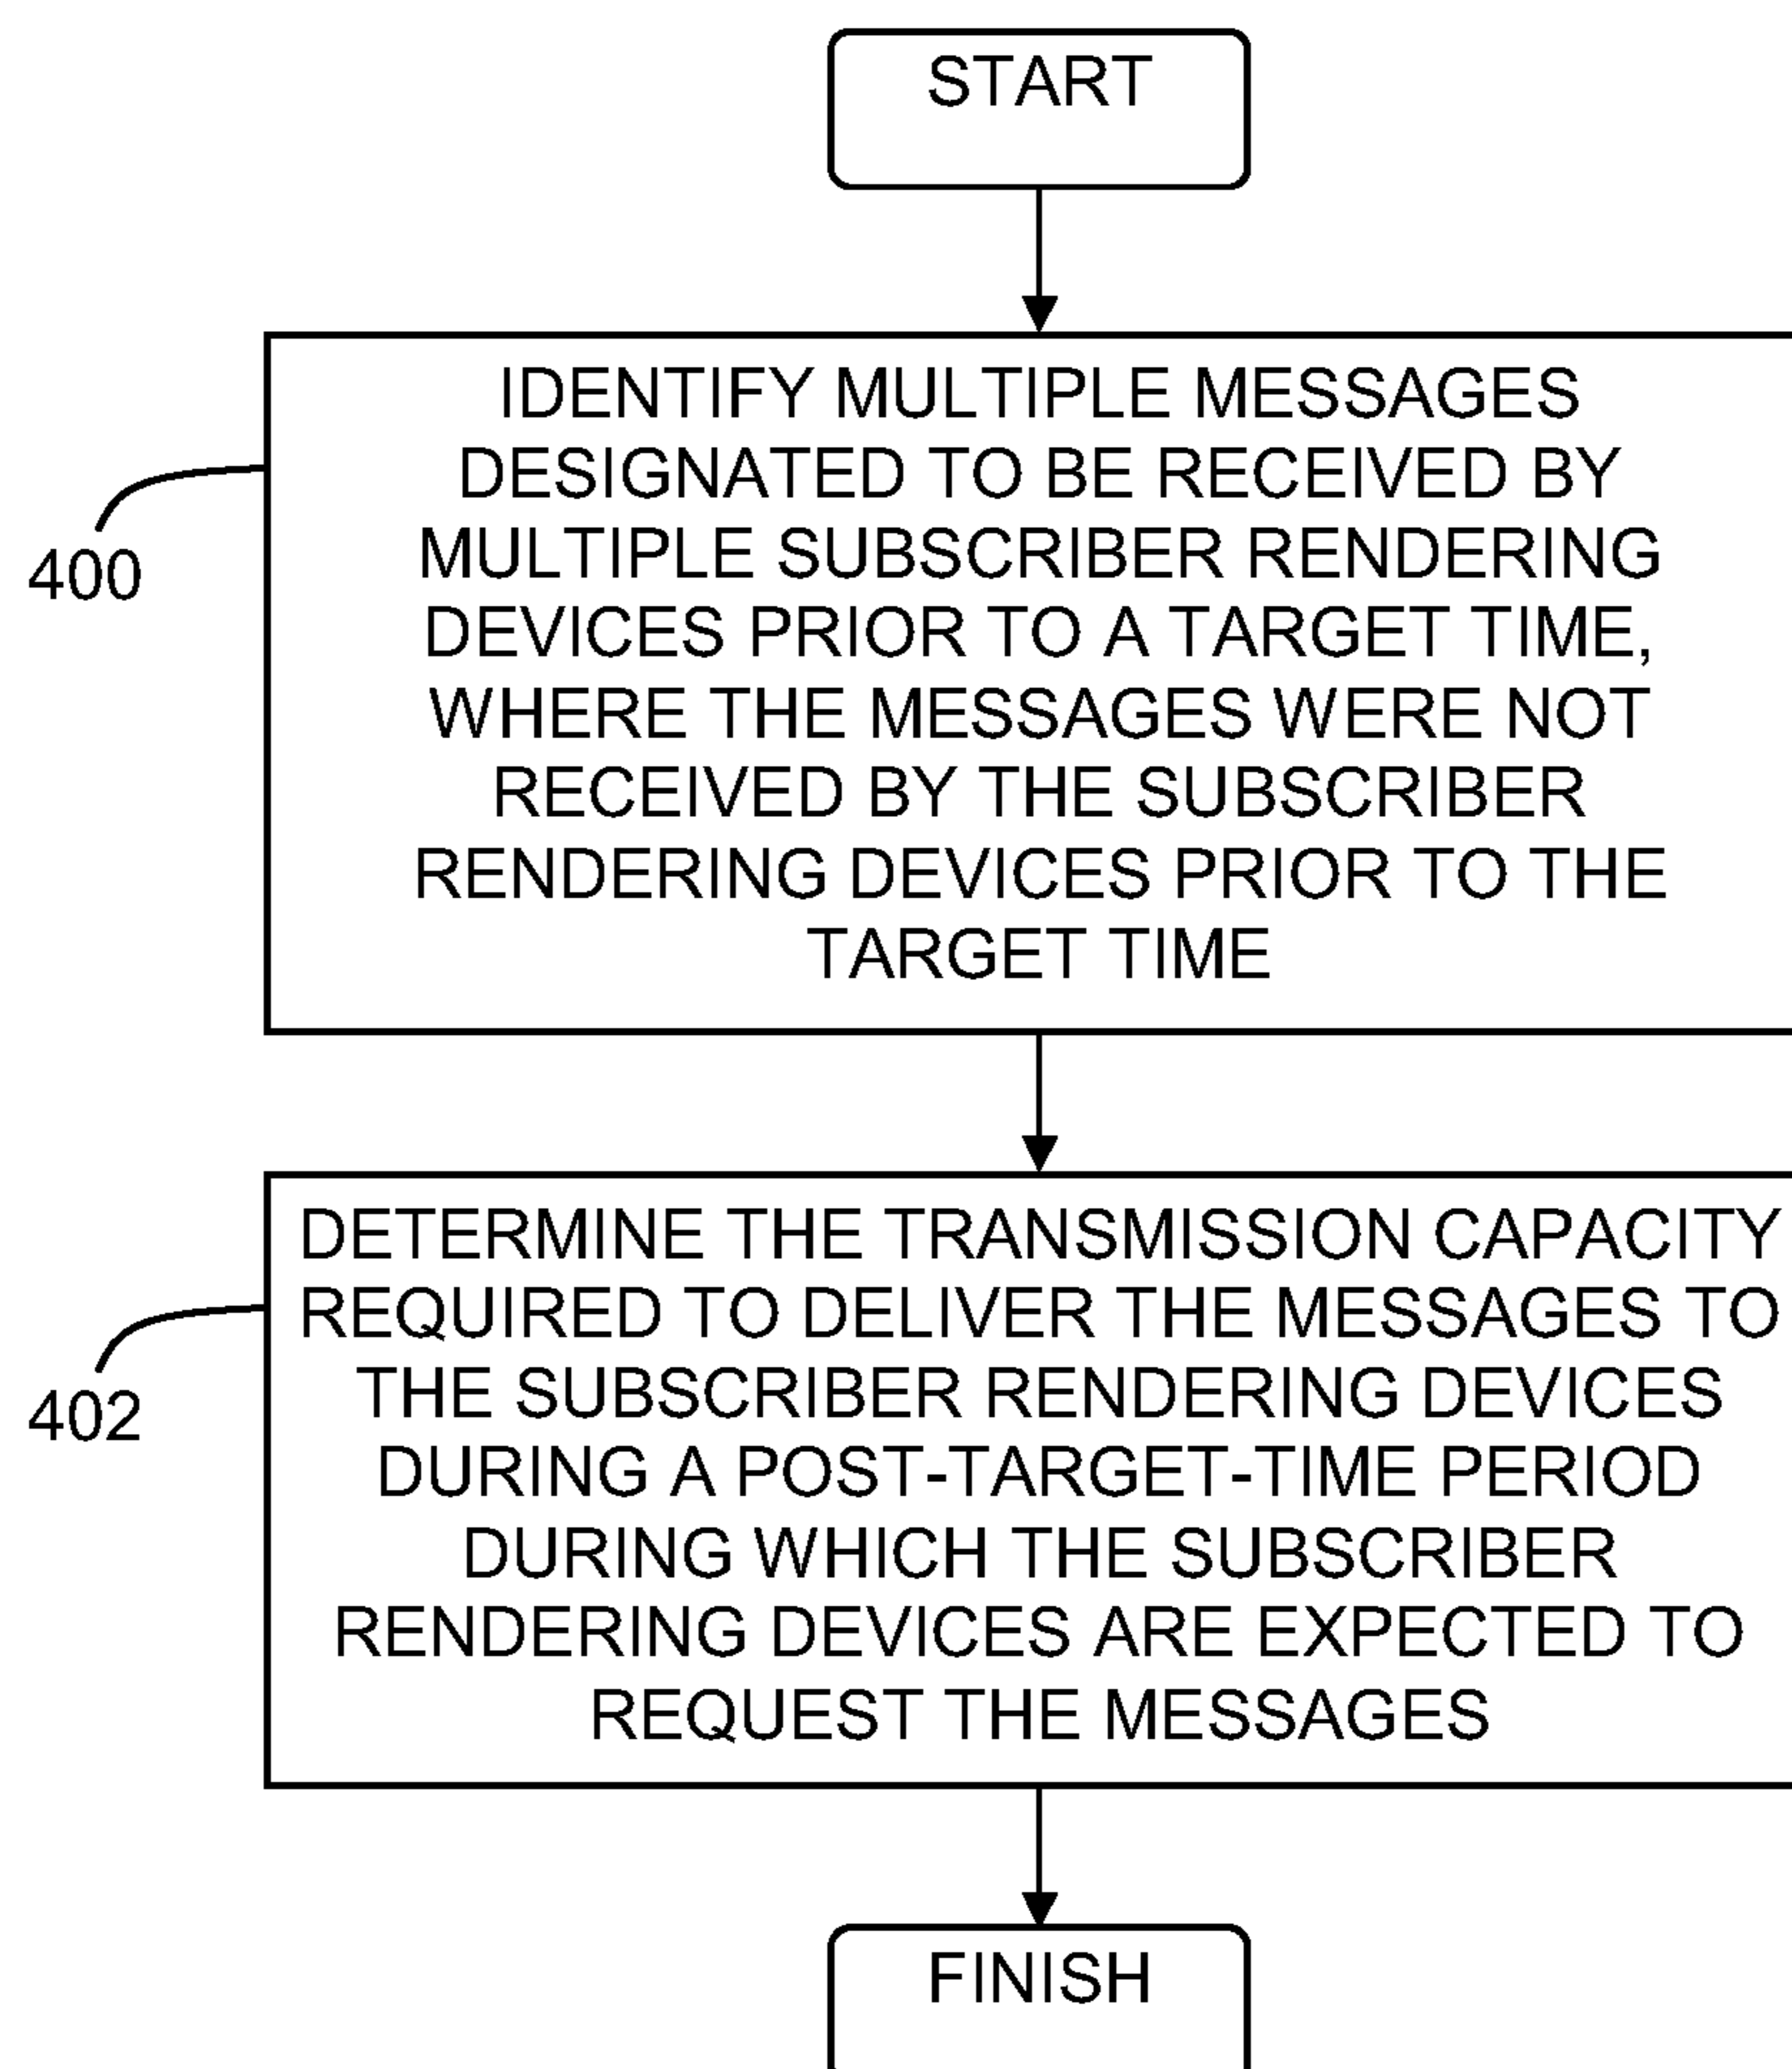 START
IDENTIFY MULTIPLE MESSAGES
DESIGNATED TO BE RECEIVED BY
MULTIPLE SUBSCRIBER RENDERING
DEVICES PRIOR TO A TARGET TIME,
WHERE THE MESSAGES WERE NOT
RECEIVED BY THE SUBSCRIBER
RENDERING DEVICES PRIOR TO THE
TARGET TIME
400
DETERMINE THE TRANSMISSION CAPACITY
REQUIRED TO DELIVER THE MESSAGES TO
THE SUBSCRIBER RENDERING DEVICES
DURING A POST-TARGET-TIME PERIOD
DURING WHICH THE SUBSCRIBER
RENDERING DEVICES ARE EXPECTED TO
REQUEST THE MESSAGES
402
FINISH